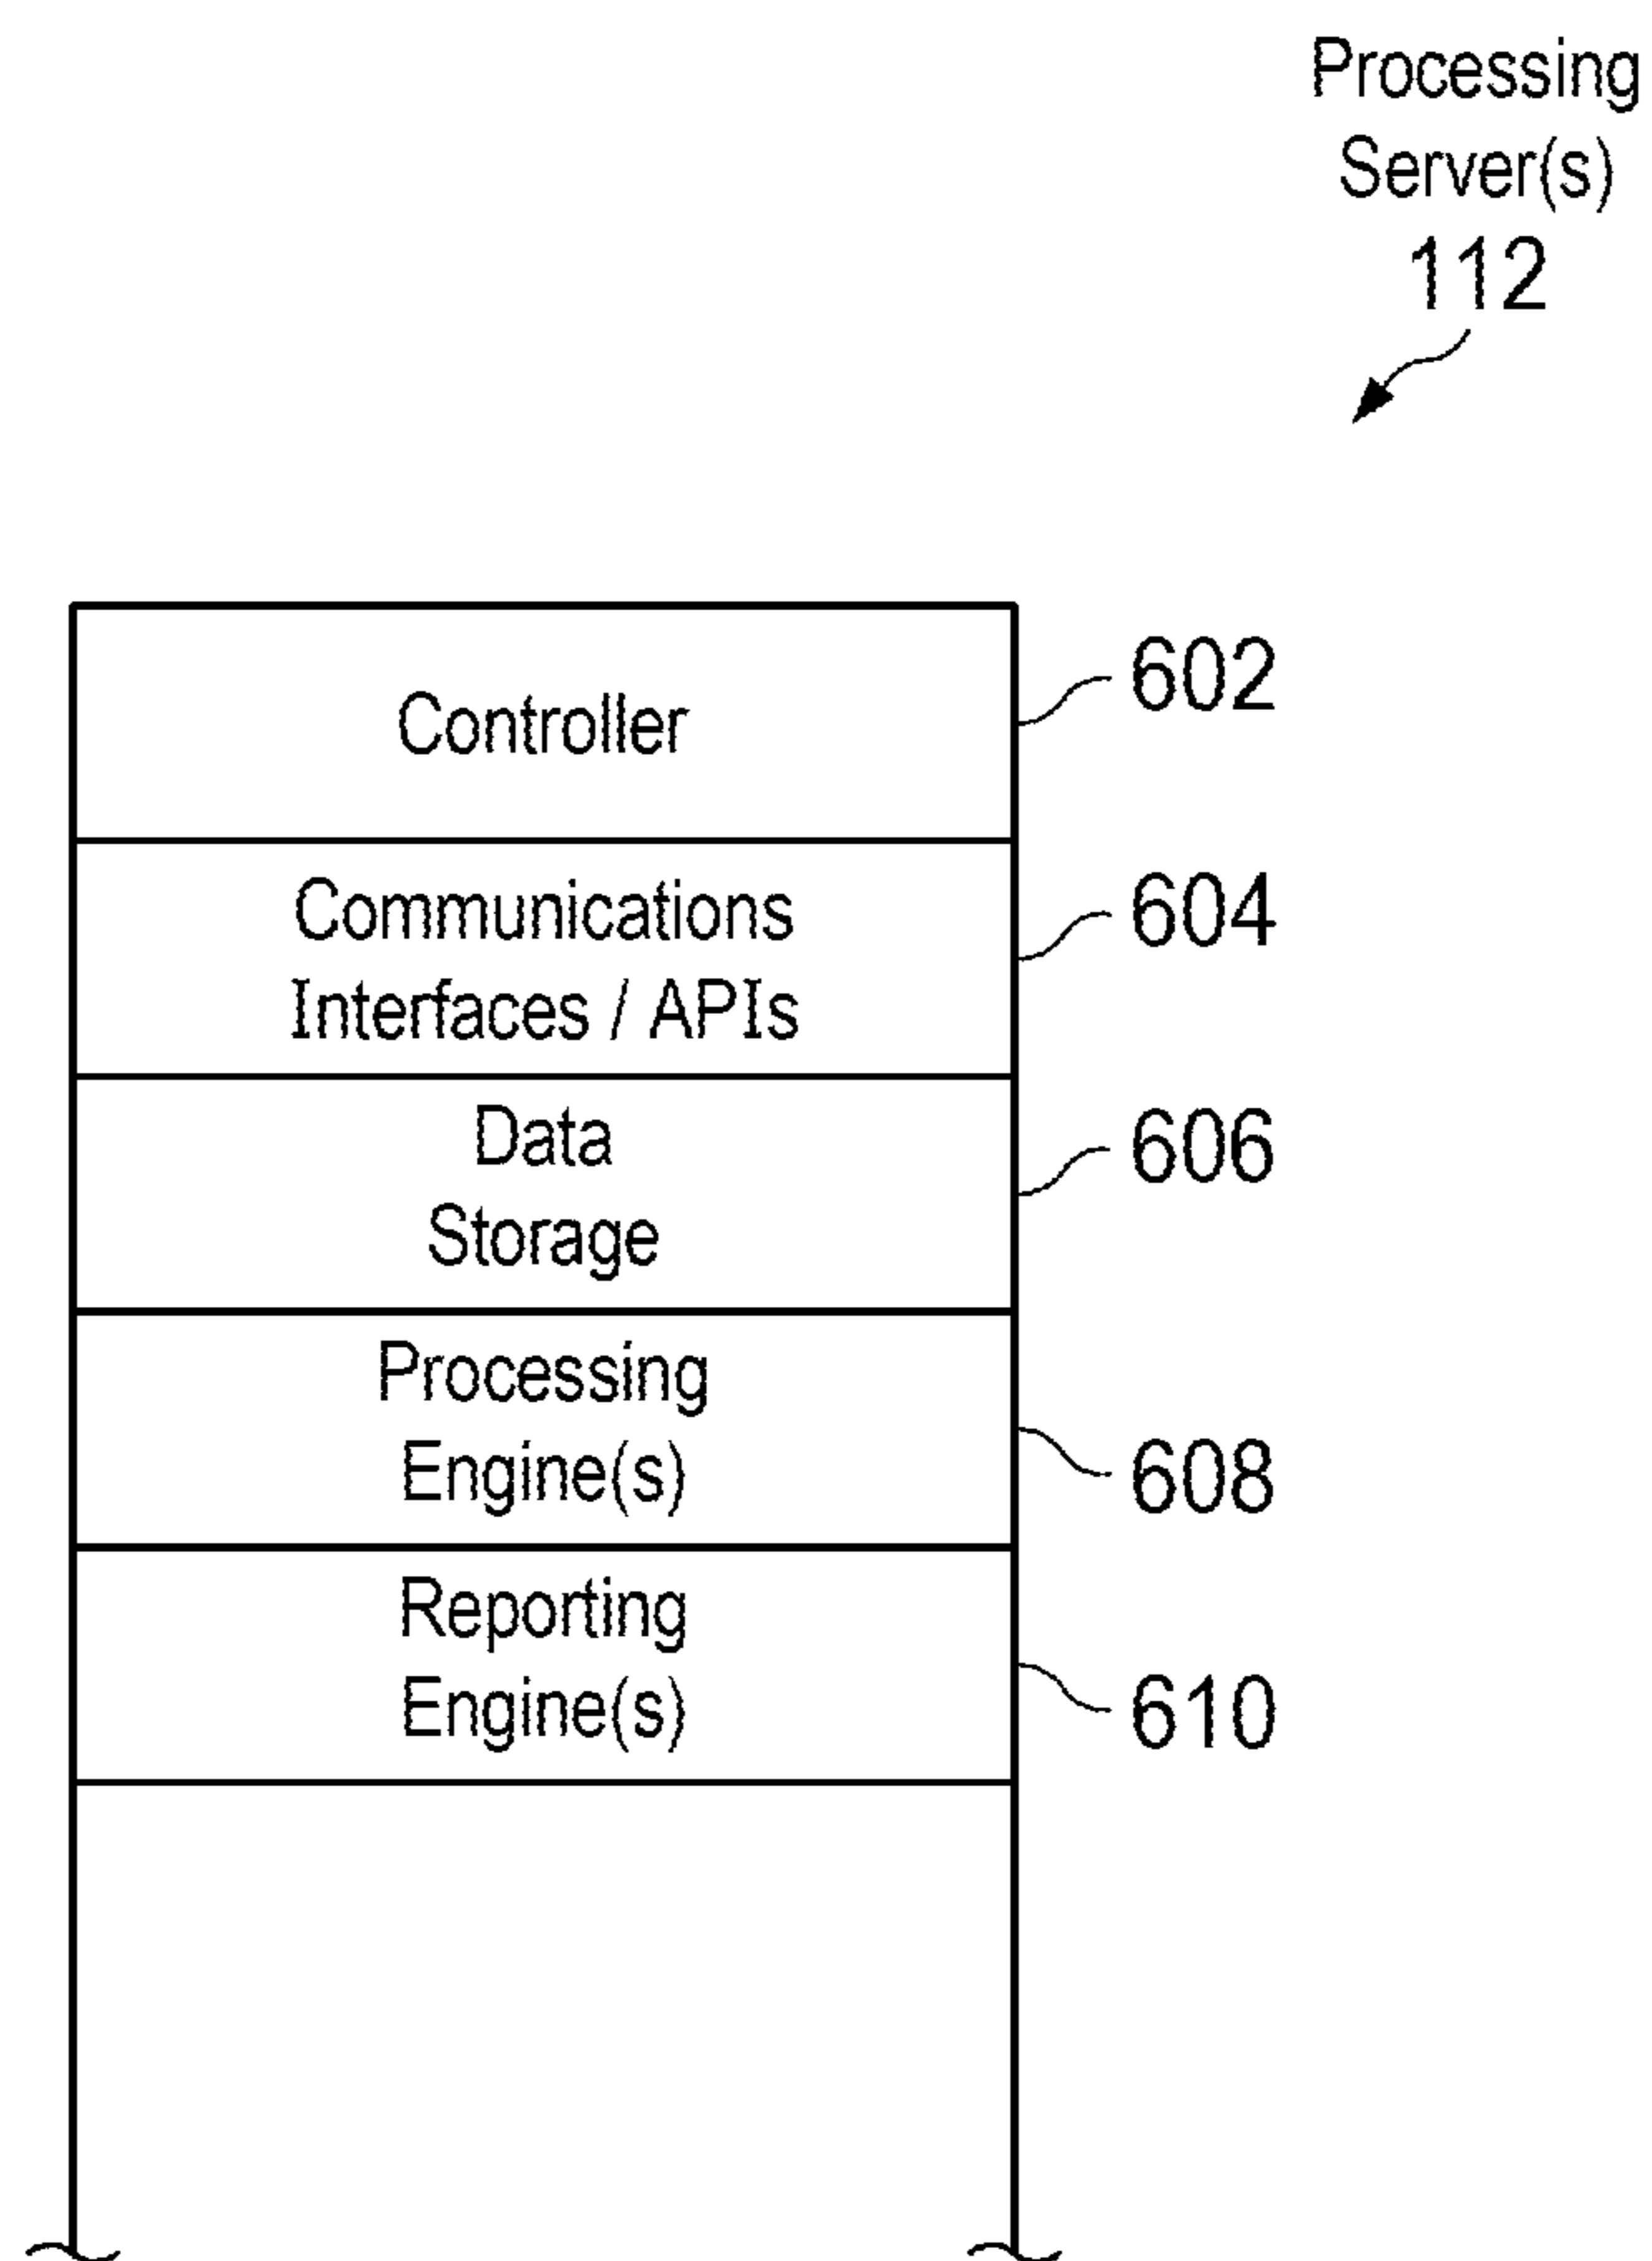 Processing
Server(s)
112
Controller
602
Communications
Interfaces / APIs
604
Data
Storage
606
Processing
Engine(s)
608
Reporting
Engine(s)
610